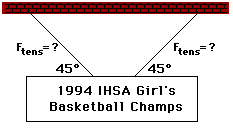 Ftens=? Ftens=?
45° 45°
1994 IHSA Girl's
Basketball Champs